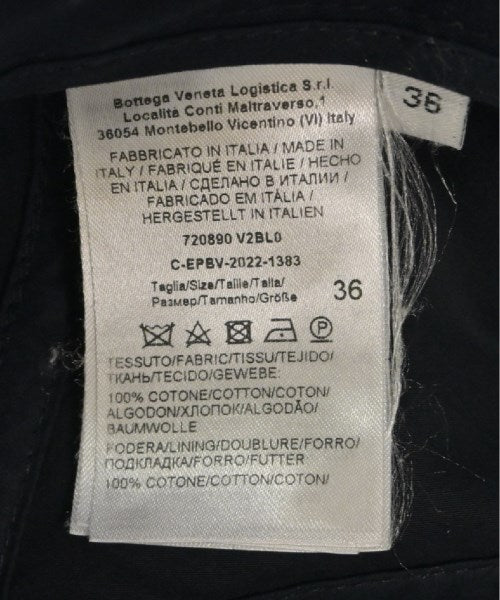 Bottega Veneta Logistica S.r.l.
Località Conti Maltraverso,1
36054 Montebello Vicentino (VI) Italy
36
FABBRICATO IN ITALIA / MADE IN
ITALY / FABRIQUÉ EN ITALIE / HECHO
EN ITALIA / СДЕЛАНО В ИТАЛИИ /
FABRICADO EM ITÁLIA /
HERGESTELLT IN ITALIEN
720890 V2BL0
C-EPBV-2022-1383
Taglia/Size/Taille/Talla/
Размер/Tamanho/Größe 36
TESSUTO/FABRIC/TISSU/TEJIDO/
ТКАНЬ/TECIDO/GEWEBE:
100% COTONE/COTTON/COTON/
ALGODON/ХЛОПОК/ALGODÃO/
BAUMWOLLE
FODERA/LINING/DOUBLURE/FORRO/
ПОДКЛАДКА/FORRO/FUTTER
100% COTONE/COTTON/COTON/